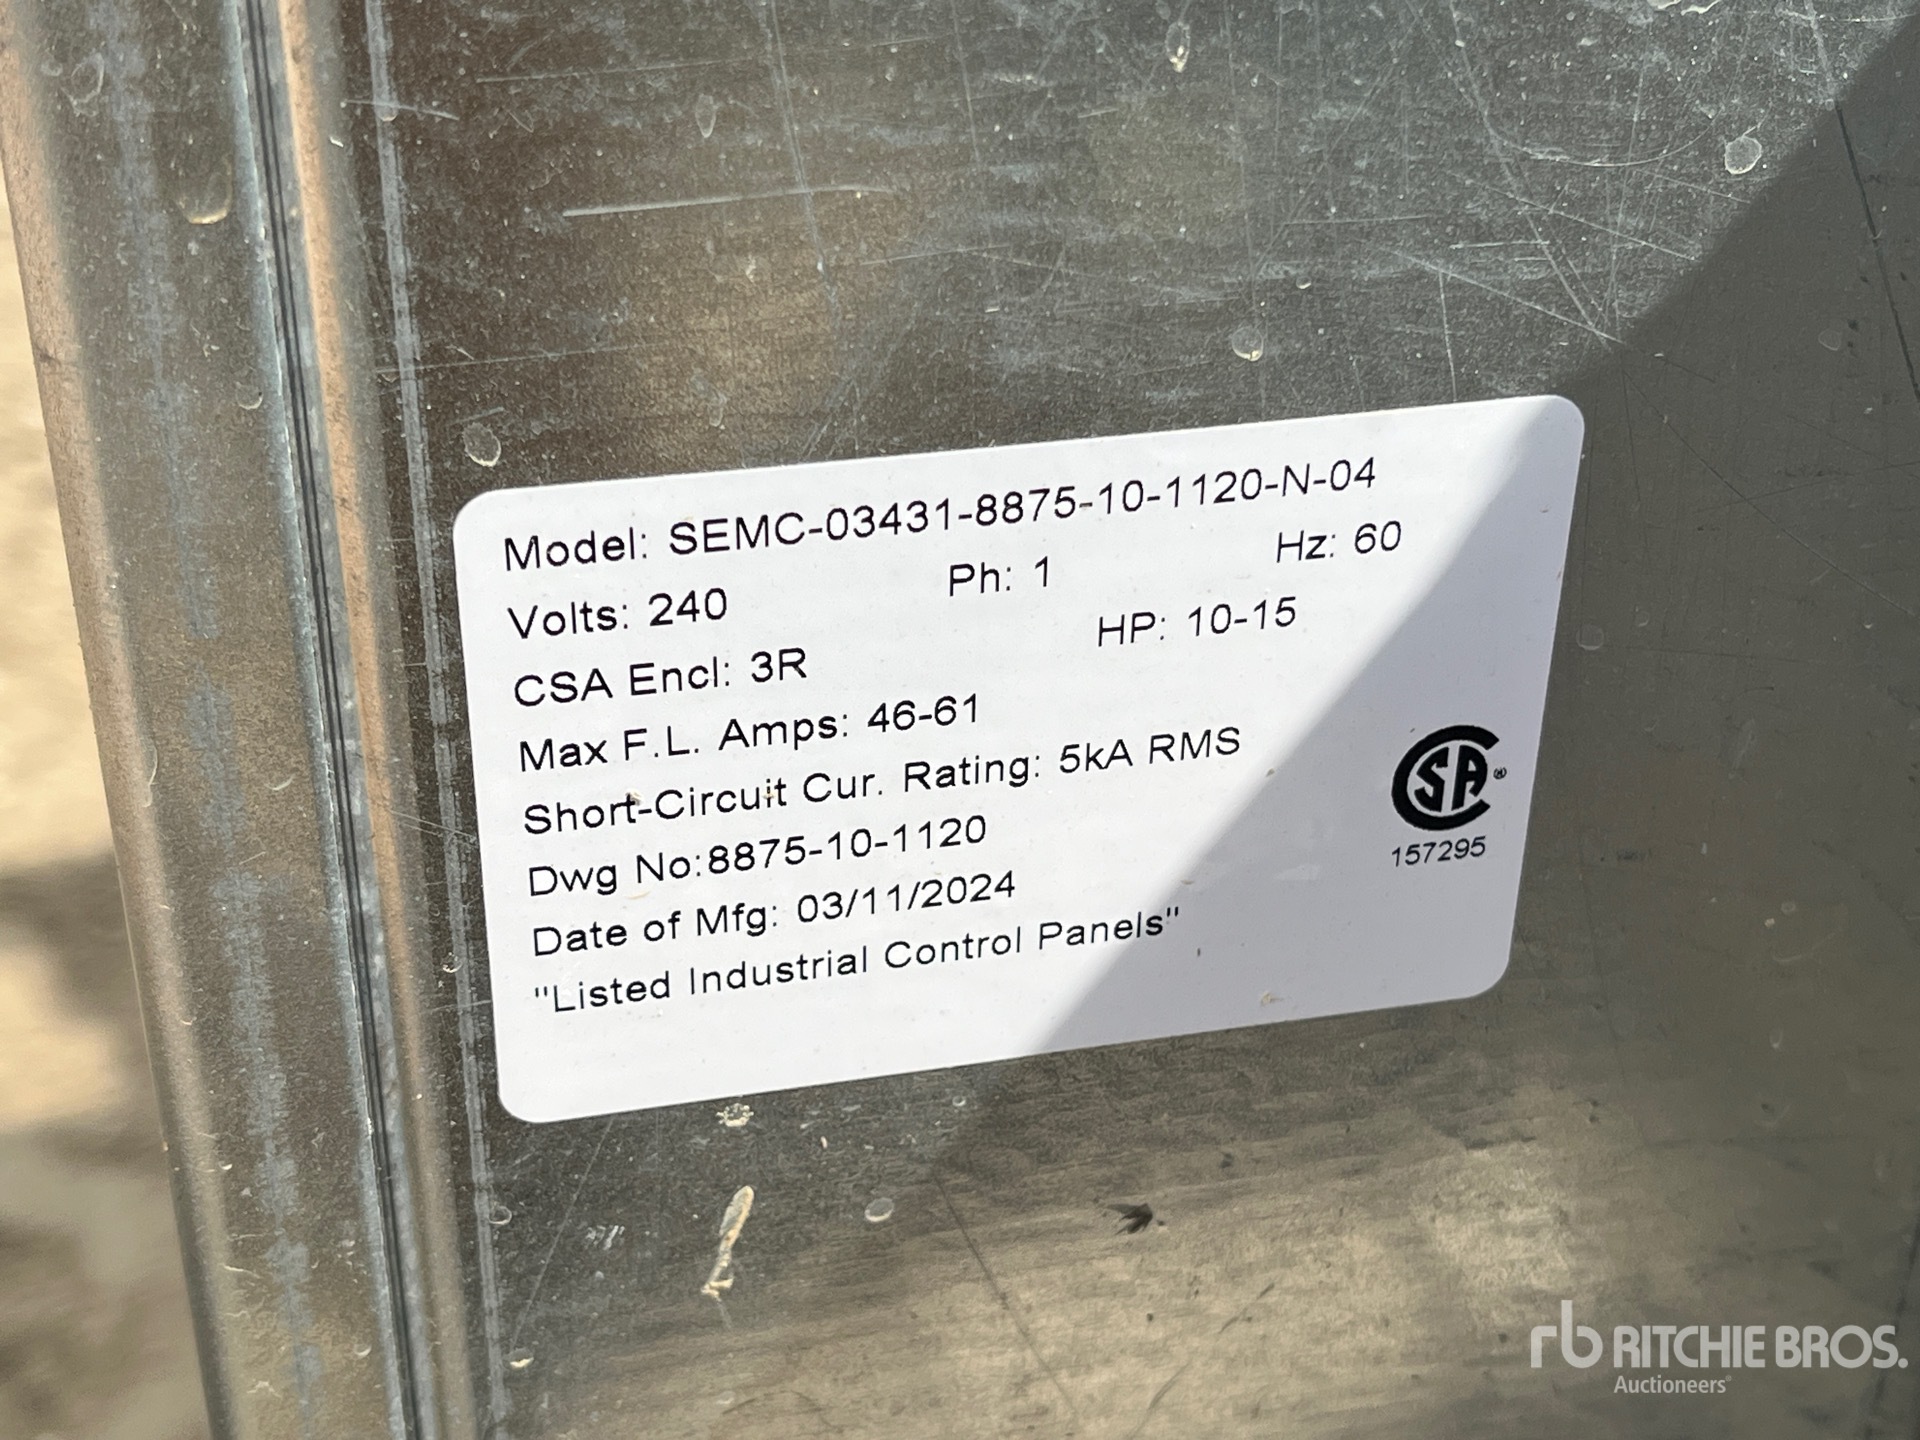 Model: SEMC-03431-8875-10-1120-N-04
Volts: 240 Ph: 1 Hz: 60
CSA Encl: 3R HP: 10-15
Max F.L. Amps: 46-61
Short-Circuit Cur. Rating: 5kA RMS
Dwg No:8875-10-1120
Date of Mfg: 03/11/2024
"Listed Industrial Control Panels"
CSA®
157295
rb RITCHIE BROS.
Auctioneers